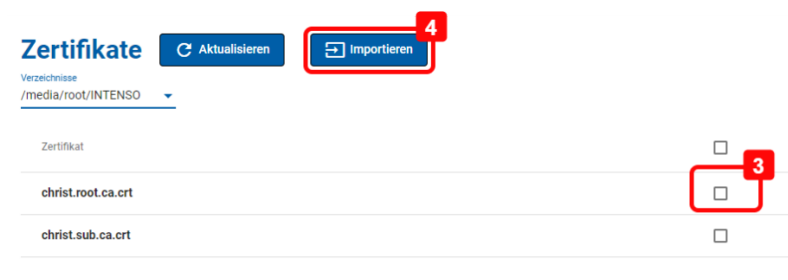 4
Zertifikate Aktualisieren Importieren
Verzeichnisse
/media/root/INTENSO
Zertifikat
3
christ.root.ca.crt
christ.sub.ca.crt